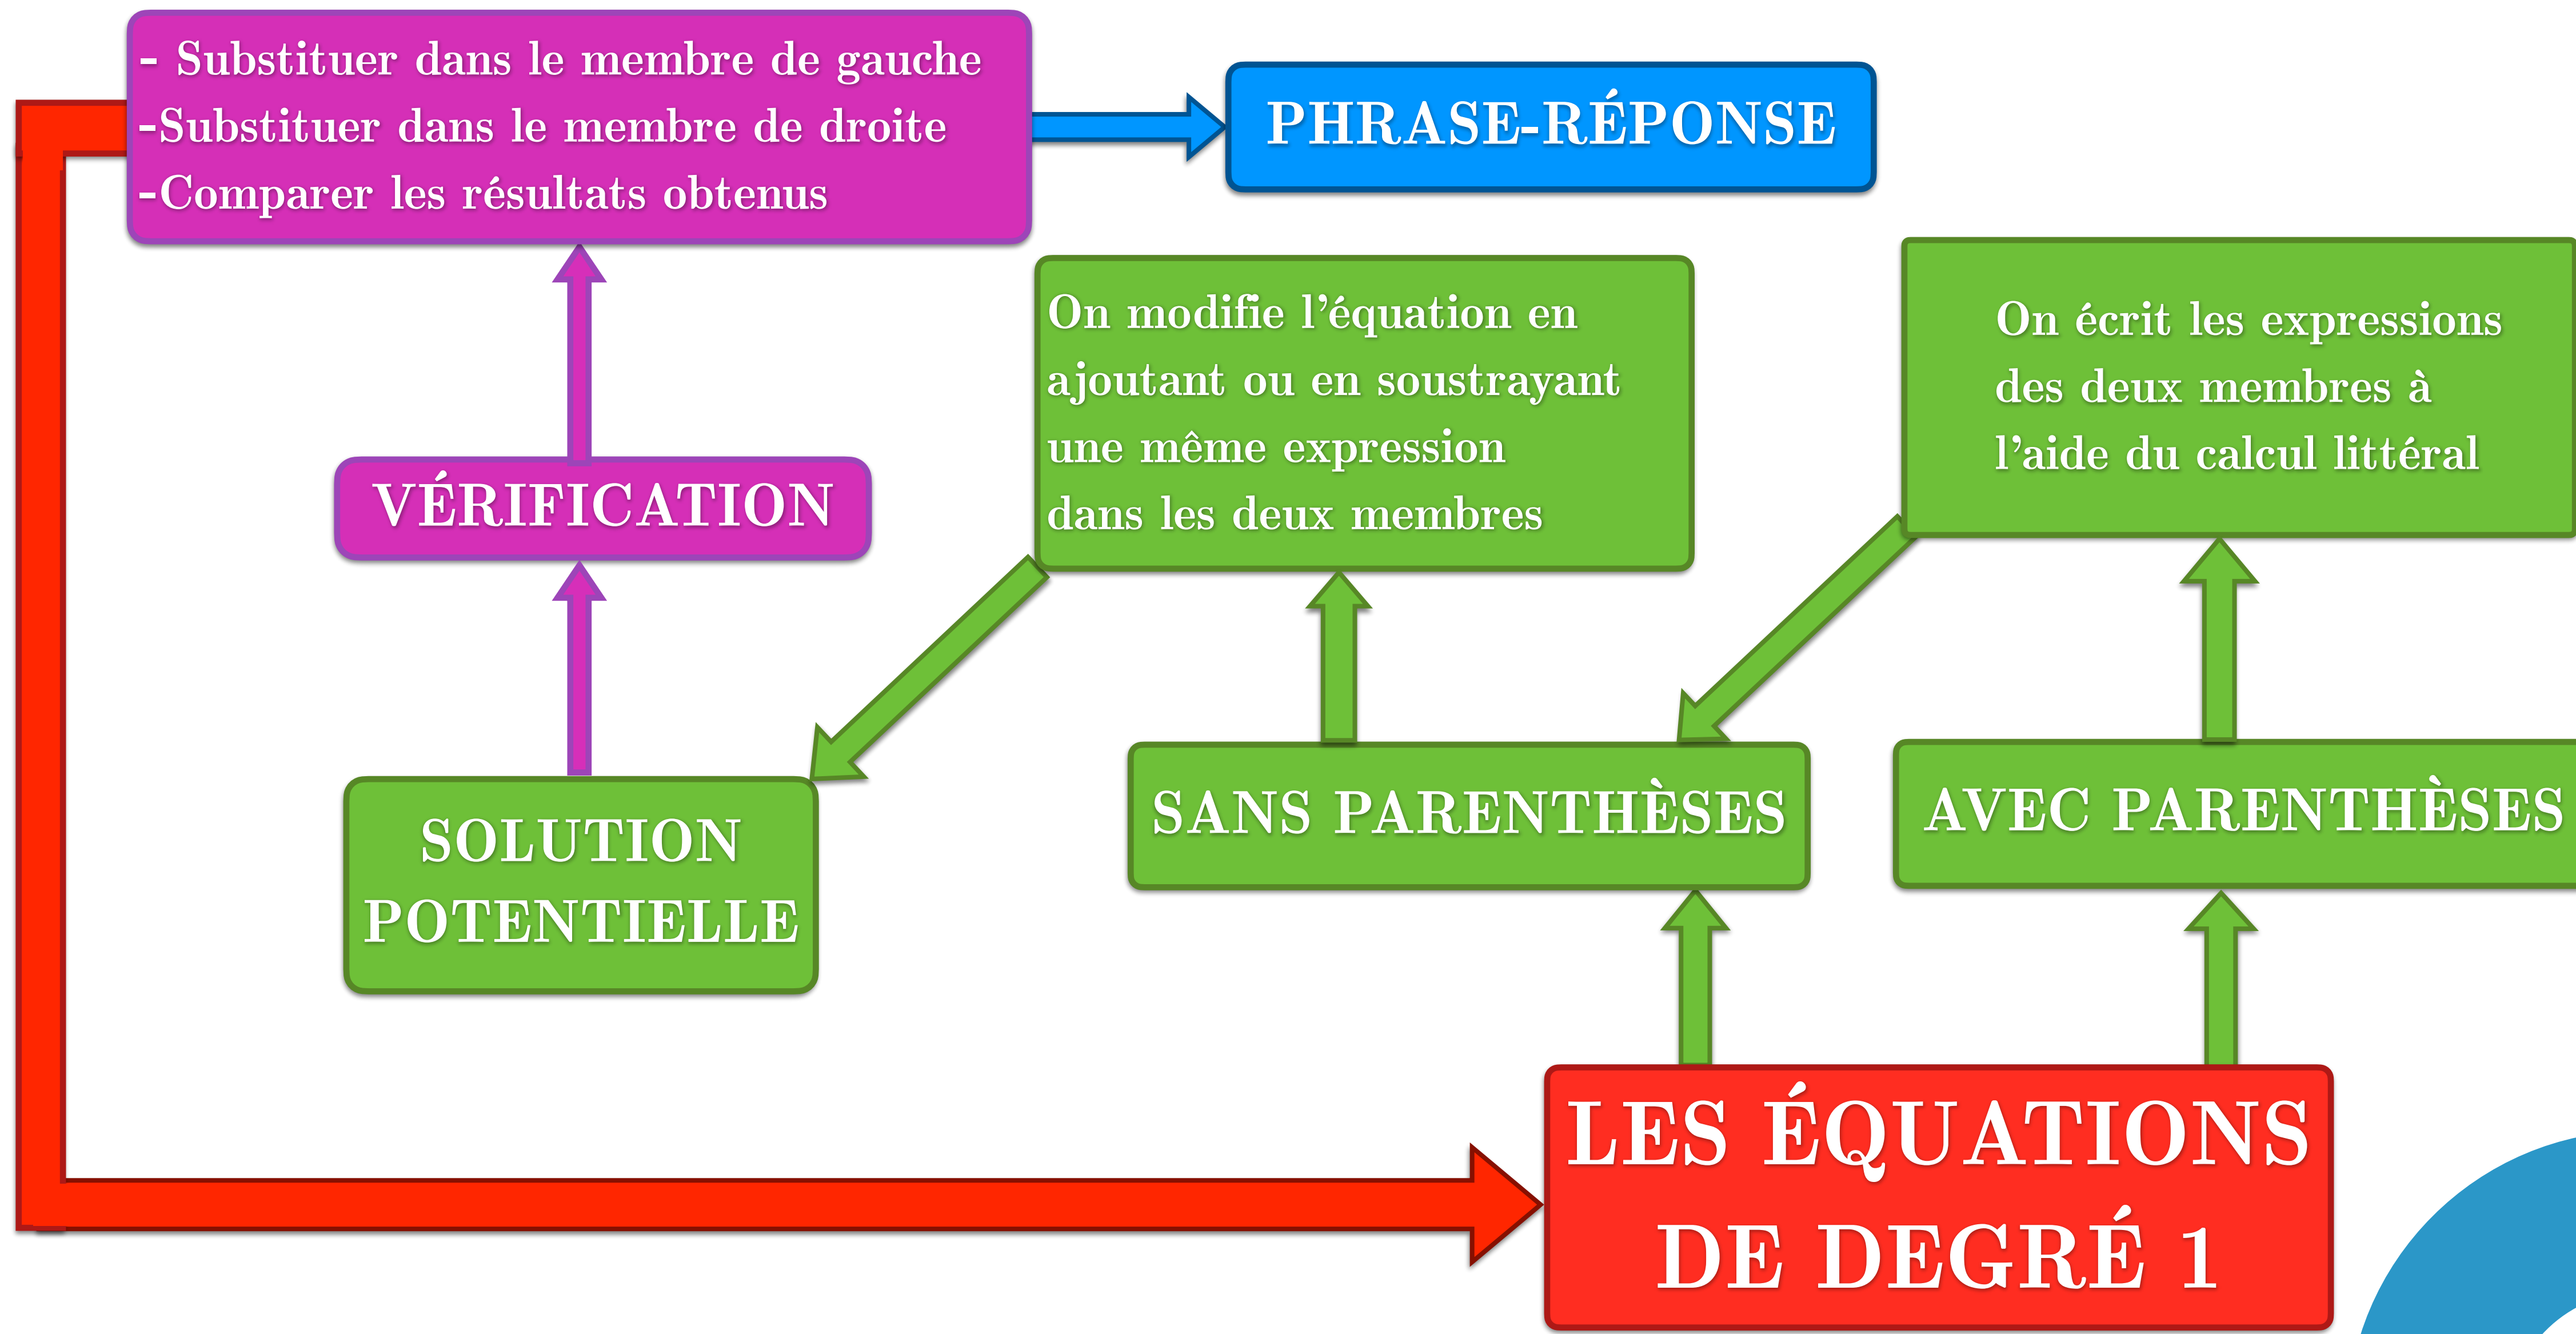 - Substituer dans le membre de gauche
-Substituer dans le membre de droite
-Comparer les résultats obtenus
PHRASE-RÉPONSE
On modifie l'équation en
ajoutant ou en soustrayant
une même expression
dans les deux membres
On écrit les expressions
des deux membres à
l'aide du calcul littéral
VÉRIFICATION
SOLUTION
POTENTIELLE
SANS PARENTHÈSES
AVEC PARENTHÈSES
LES ÉQUATIONS
DE DEGRÉ 1